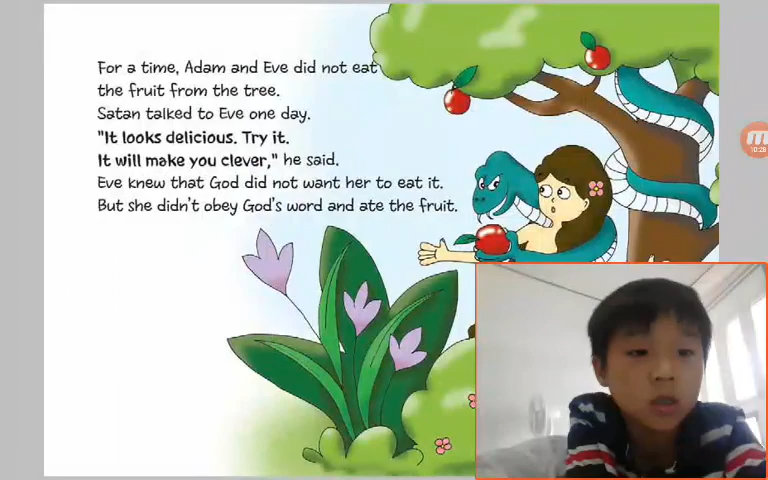 For a time, Adam and Eve did not eat
the fruit from the tree.
Satan talked to Eve one day.
"It looks delicious. Try it.
It will make you clever," he said.
Eve knew that God did not want her to eat it.
But she didn't obey God's word and ate the fruit.
M
10:28